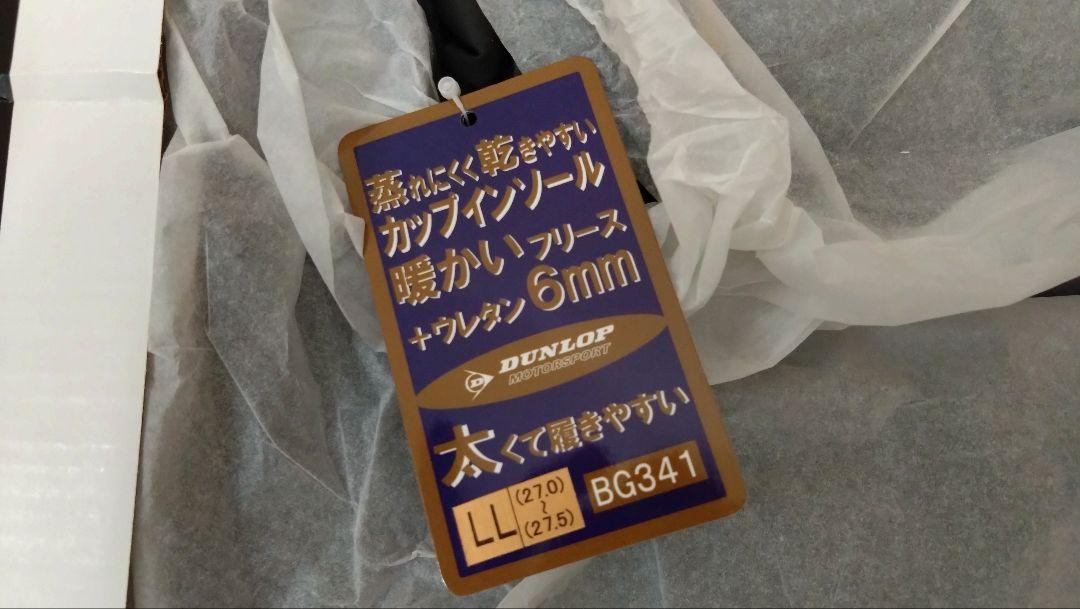 蒸れにくく乾きやすい
カップインソール
暖かいフリース
+ウレタン6mm
DUNLOP
MOTORSPORT
太くて履きやすい
LL (27.0)～(27.5) BG341